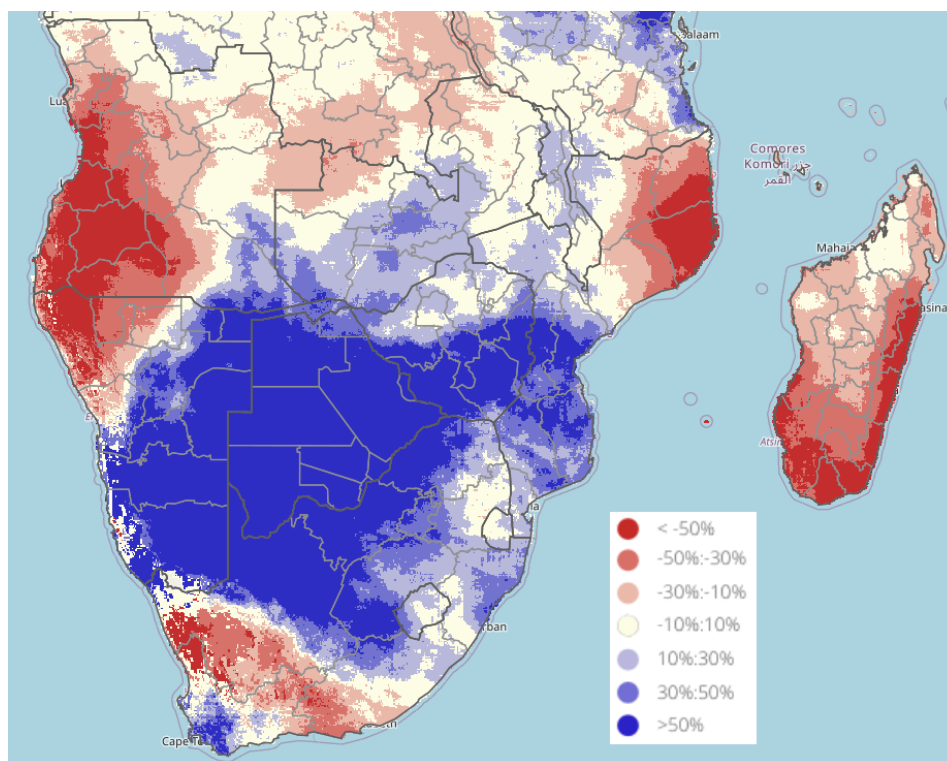 salaam
Lua
Comores
Komori جزر
القمر
Mahaja
asina
Atsin
rban
Cape To
< -50%
-50%:-30%
-30%:-10%
-10%:10%
10%:30%
30%:50%
>50%